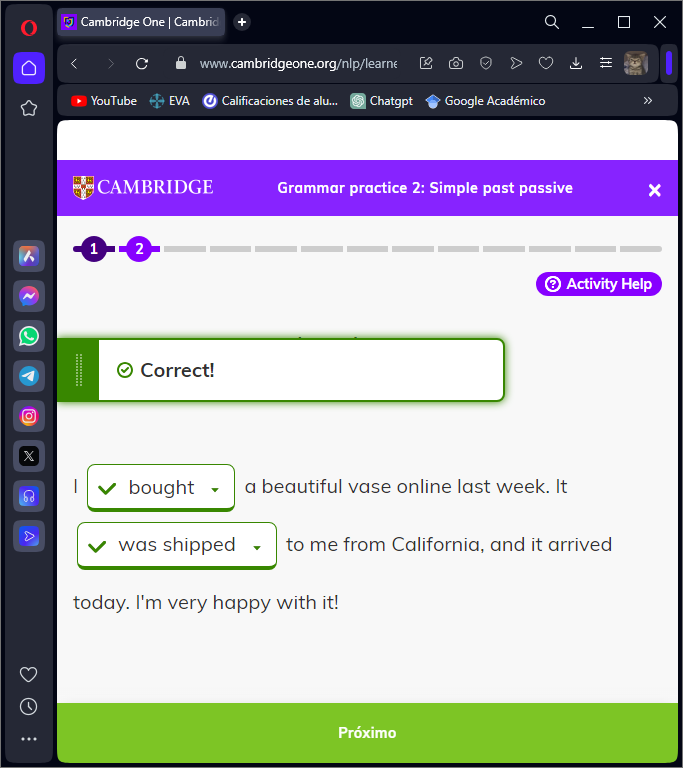 Cambridge One | Cambrid
www.cambridgeone.org/nlp/learne
YouTube EVA Calificaciones de alu... Chatgpt Google Académico »
CAMBRIDGE Grammar practice 2: Simple past passive
1 2
Activity Help
Correct!
I bought a beautiful vase online last week. It
was shipped to me from California, and it arrived
today. I'm very happy with it!
Próximo